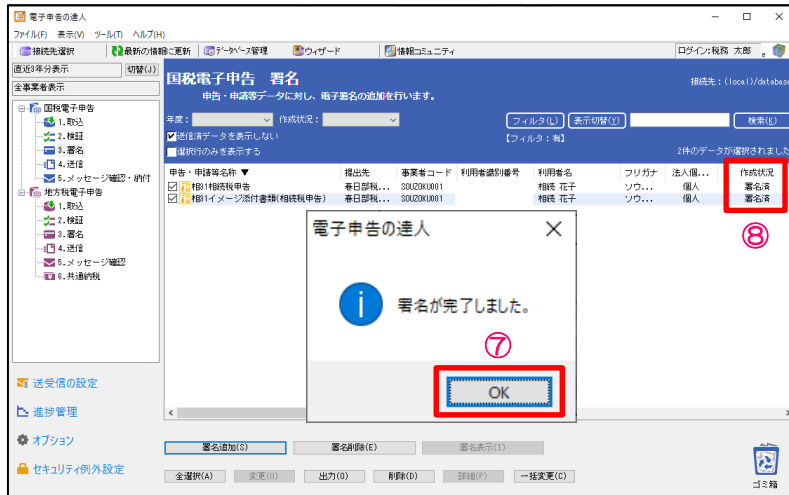 電子申告の達人
ファイル(F) 表示(V) ツール(T) ヘルプ(H)
接続先選択 最新の情報に更新 データベース管理 ウィザード 情報コミュニティ ログイン:税務 太郎
直近3年分表示 切替(J)
全事業者表示
国税電子申告
1.取込
2.検証
3.署名
4.送信
5.メッセージ確認・納付
地方税電子申告
1.取込
2.検証
3.署名
4.送信
5.メッセージ確認
6.共通納税
送受信の設定
進捗管理
オプション
セキュリティ例外設定
国税電子申告 署名
申告・申請等データに対し、電子署名の追加を行います。
接続先:(local)/database
年度: 作成状況: フィルタ(L) 表示切替(Y) 検索(K)
送信済データを表示しない 【フィルタ:有】
選択行のみを表示する 2件のデータが選択されました
申告・申請等名称 ▼ 提出先 事業者コード 利用者識別番号 利用者名 フリガナ 法人個... 作成状況
相81相続税申告 春日部税... SOUZOKU001 相続 花子 ソウ... 個人 署名済
相81イメージ添付書類(相続税申告) 春日部税... SOUZOKU001 相続 花子 ソウ... 個人 署名済
⑧
電子申告の達人
署名が完了しました。
⑦
OK
署名追加(S) 署名削除(E) 署名表示(I)
全選択(A) 変更(U) 出力(O) 削除(D) 詳細(P) 一括変更(C)
ゴミ箱